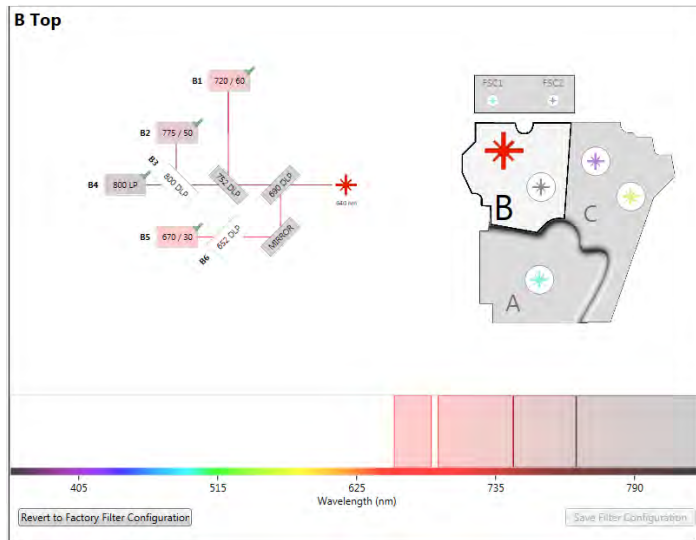 B Top
B1 720 / 60
B2 775 / 50
B3 800 DLP
B4 800 LP
752 DLP
690 DLP
640 nm
B5 670 / 30
B6 652 DLP
MIRROR
FSC1 FSC2
B
C
A
405 515 625 735 790
Wavelength (nm)
Revert to Factory Filter Configuration
Save Filter Configuration